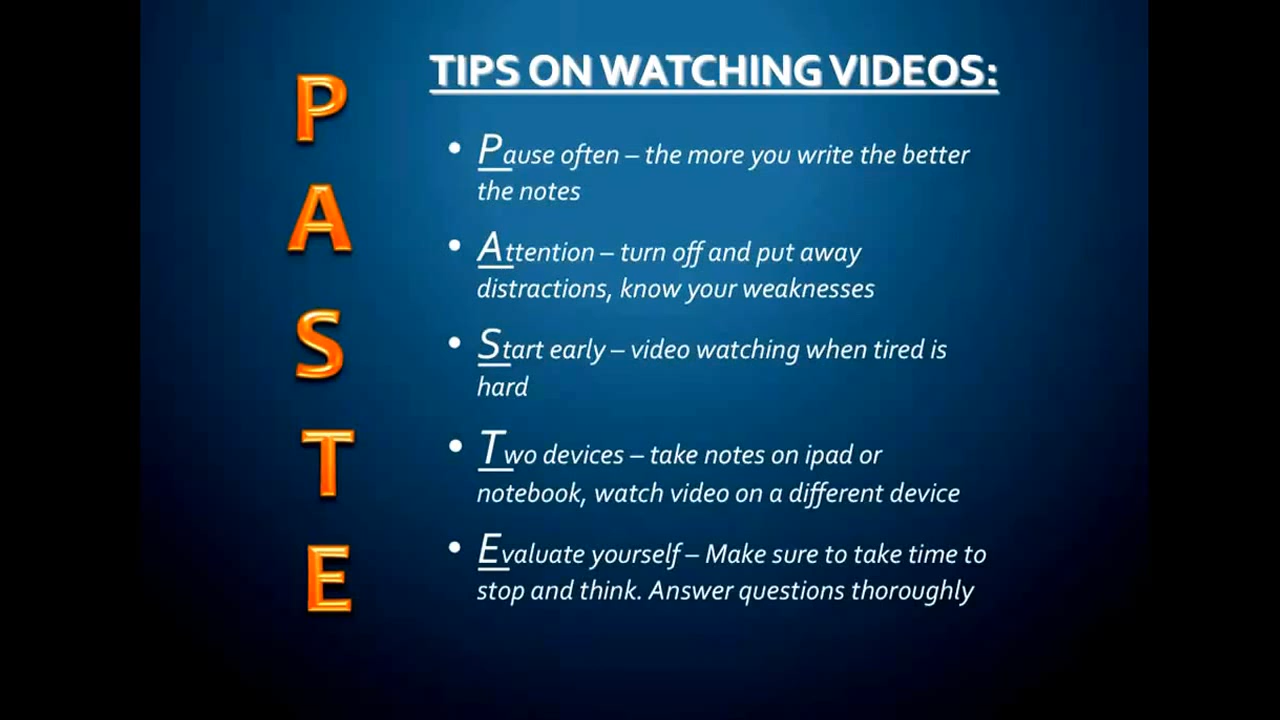 P
A
S
T
E
TIPS ON WATCHING VIDEOS:
• Pause often – the more you write the better
the notes
• Attention – turn off and put away
distractions, know your weaknesses
• Start early – video watching when tired is
hard
• Two devices – take notes on ipad or
notebook, watch video on a different device
• Evaluate yourself – Make sure to take time to
stop and think. Answer questions thoroughly